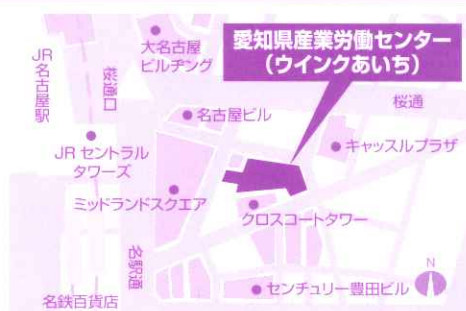 大名古屋
ビルヂング
愛知県産業労働センター
（ウインクあいち）
JR名古屋駅
桜通口
桜通
名古屋ビル
キャッスルプラザ
JR セントラル
タワーズ
ミッドランドスクエア
クロスコートタワー
名駅通
N
センチュリー豊田ビル
名鉄百貨店